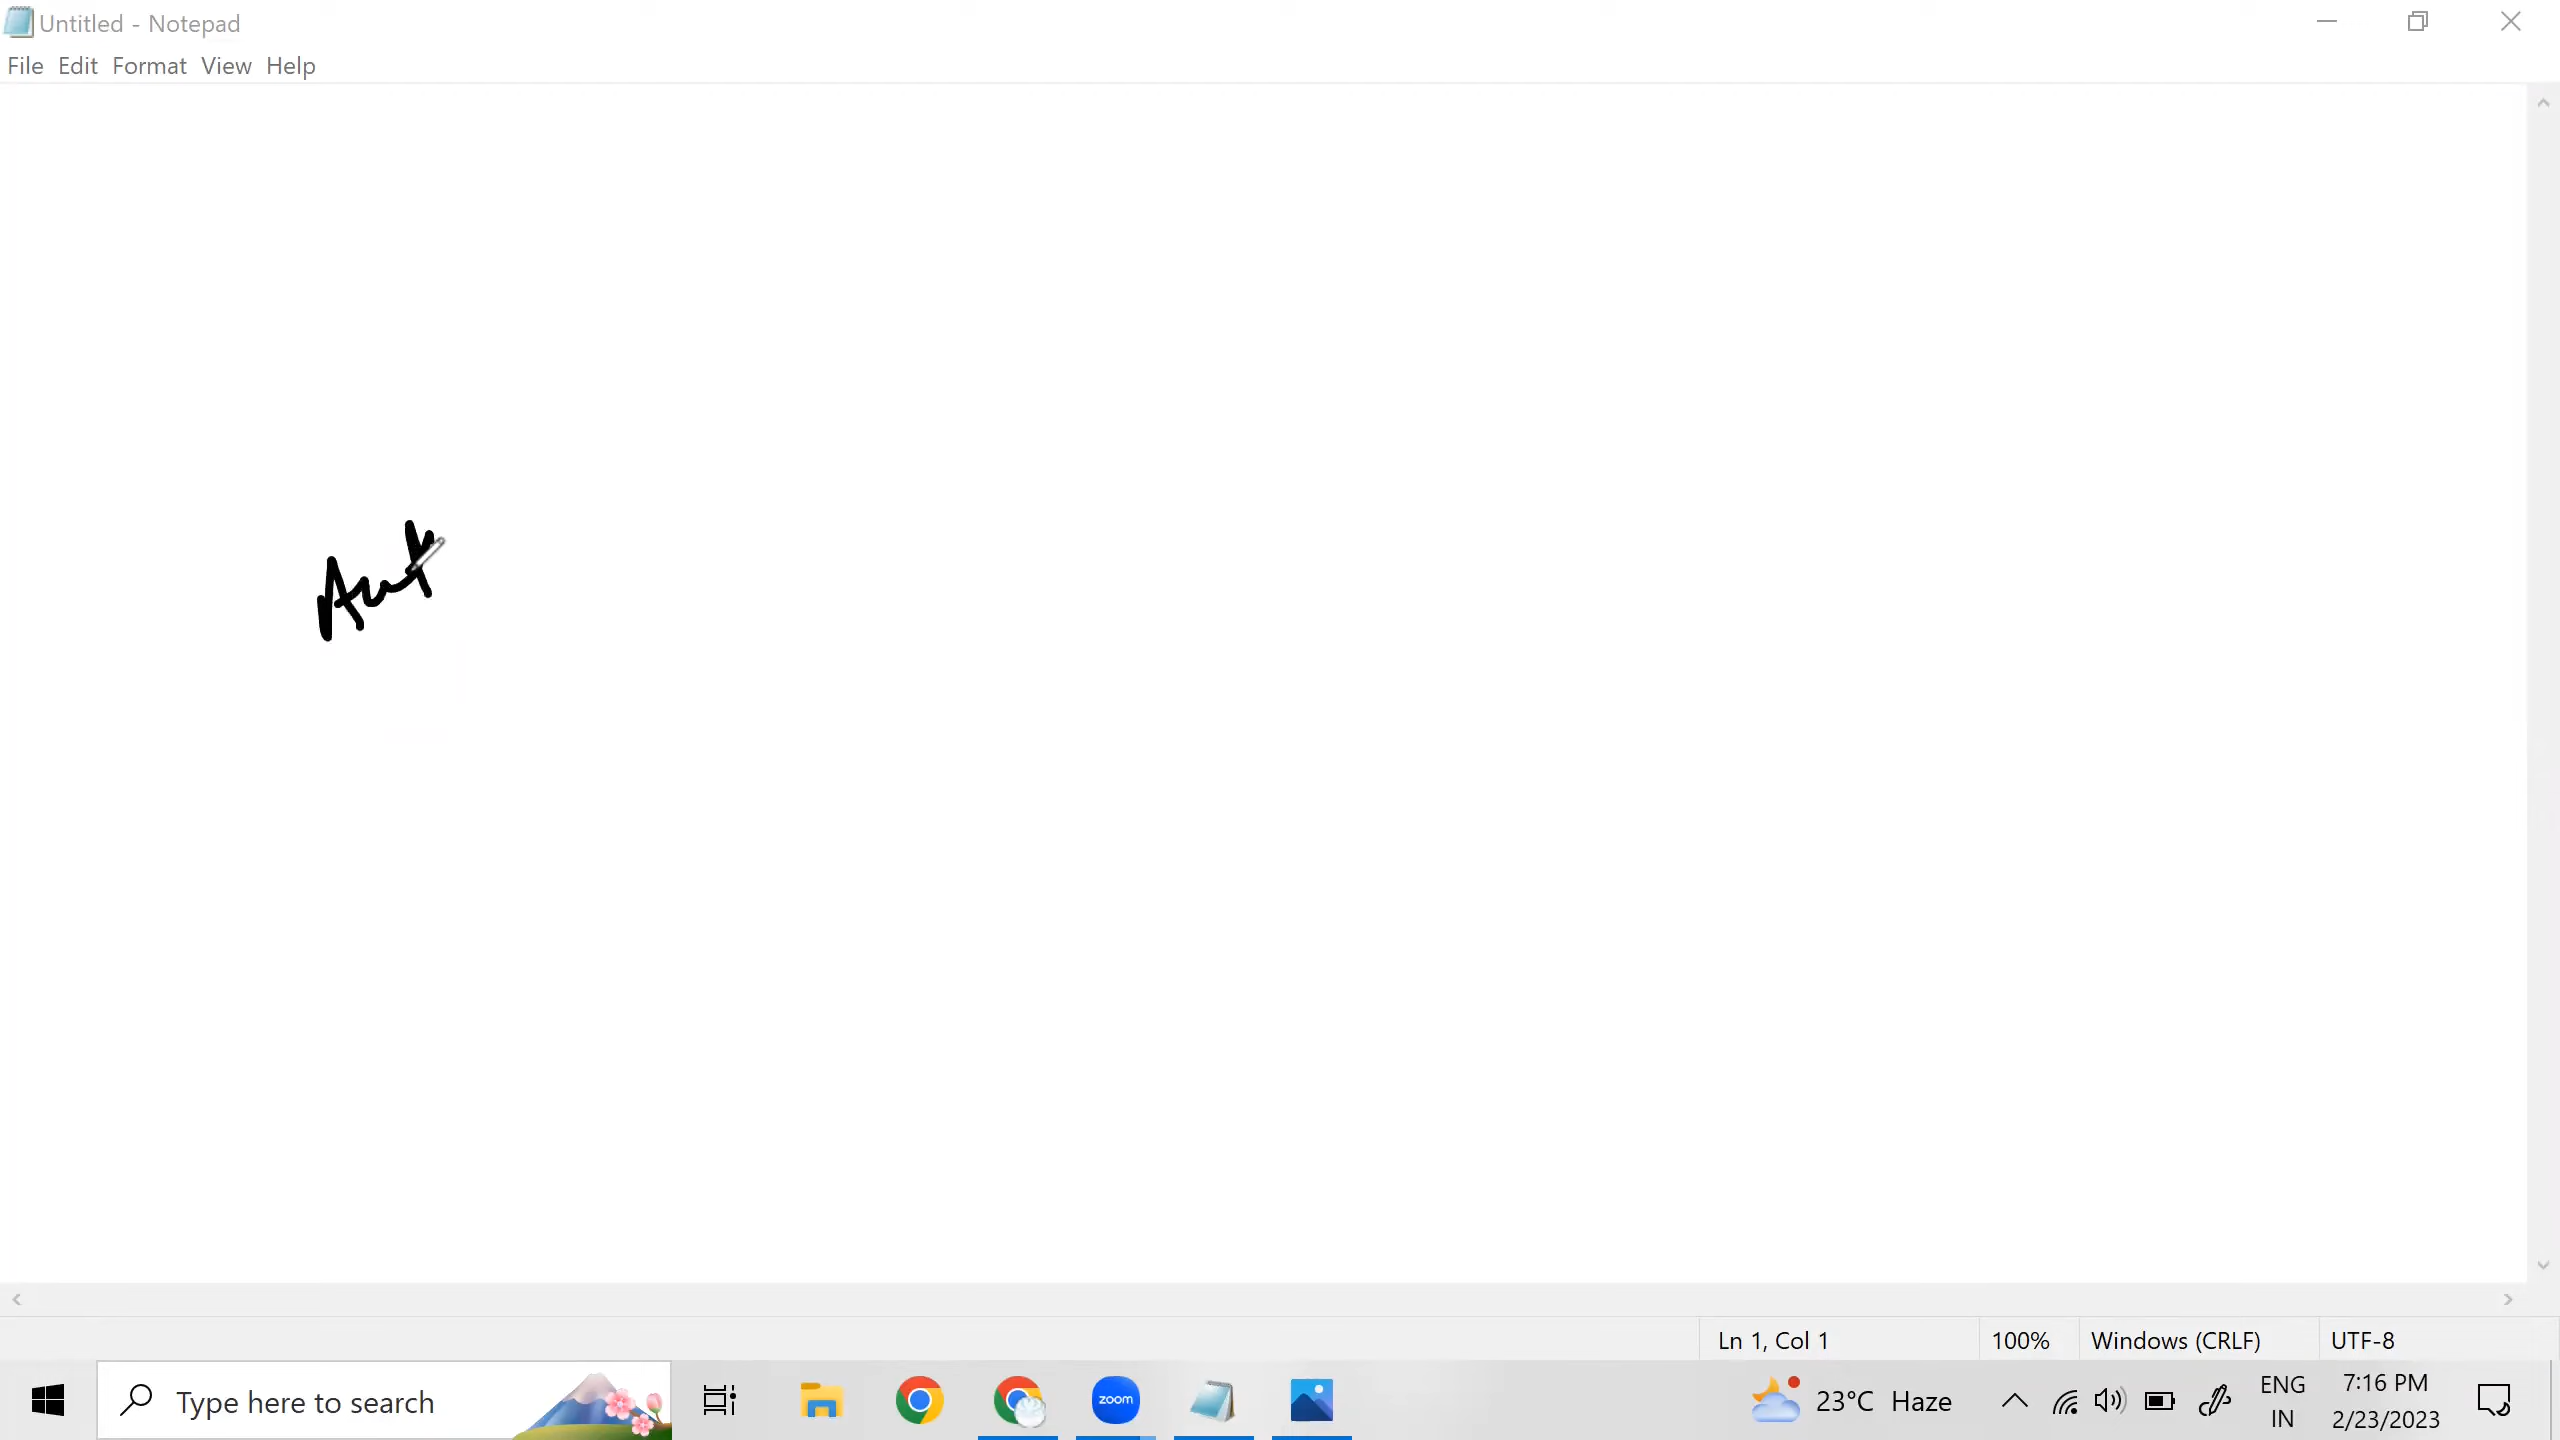 Untitled - Notepad
File Edit Format View Help
Ln 1, Col 1 100% Windows (CRLF) UTF-8
Type here to search
zoom
23°C Haze
ENG
IN
7:16 PM
2/23/2023